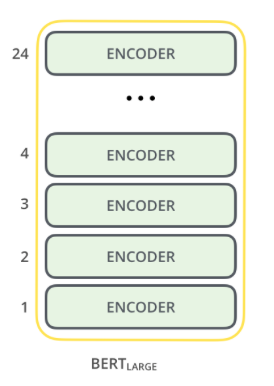 24 ENCODER
...
4 ENCODER
3 ENCODER
2 ENCODER
1 ENCODER
BERTLARGE